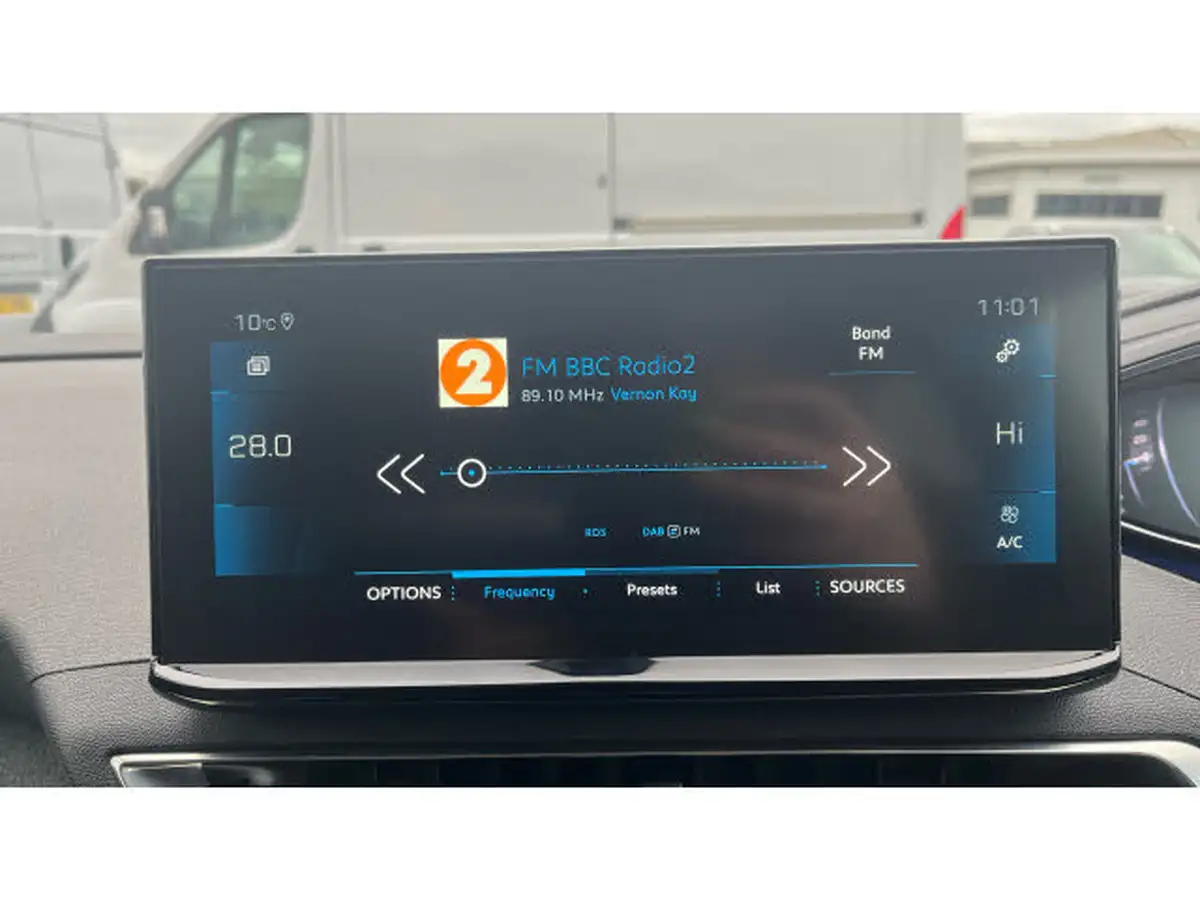 10°C
11:01
2
FM BBC Radio2
89.10 MHz Vernon Kay
Band
FM
28.0
Hi
RDS
DAB FM
A/C
OPTIONS Frequency Presets List SOURCES